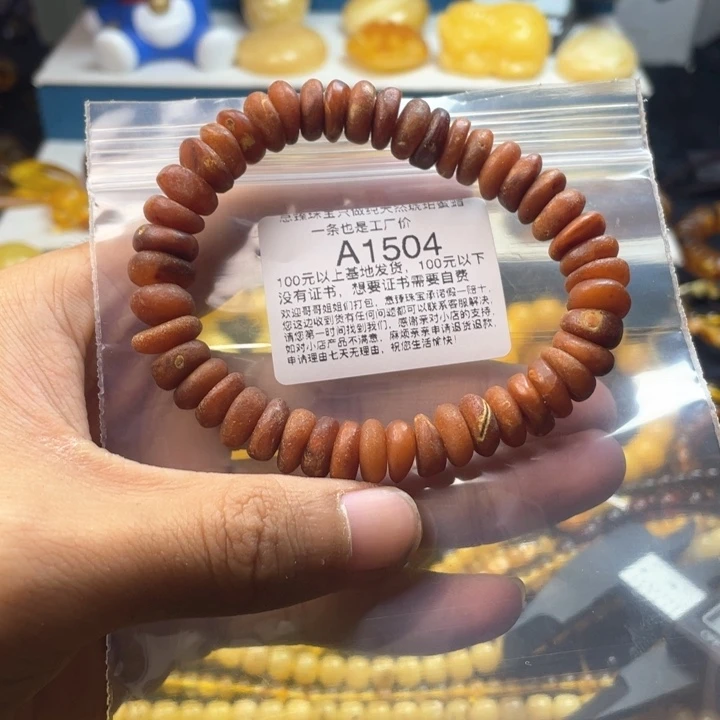 意臻珠宝只做纯天然琥珀蜜蜡
一条也是工厂价
A1504
100元以上基地发货，100元以下
没有证书，想要证书需要自费
欢迎哥哥姐姐们打包，意臻珠宝承诺假一赔十，
您这边收到货有任何问题都可以联系客服解决，
请您第一时间找到我们，感谢亲对小店的支持，
如对小店产品不满意，麻烦亲亲申请退货退款，
申请理由七天无理由，祝您生活愉快！